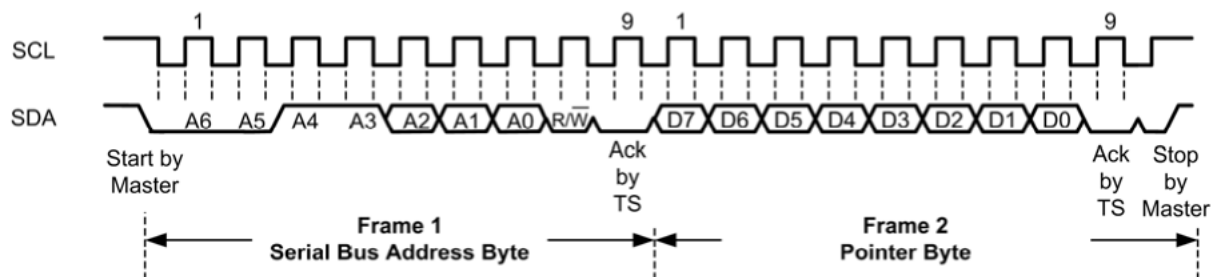 1 9 1 9
SCL
SDA A6 A5 A4 A3 A2 A1 A0 R/W̅ D7 D6 D5 D4 D3 D2 D1 D0
Start by
Master
Ack
by
TS
Ack
by
TS
Stop
by
Master
Frame 1
Serial Bus Address Byte
Frame 2
Pointer Byte